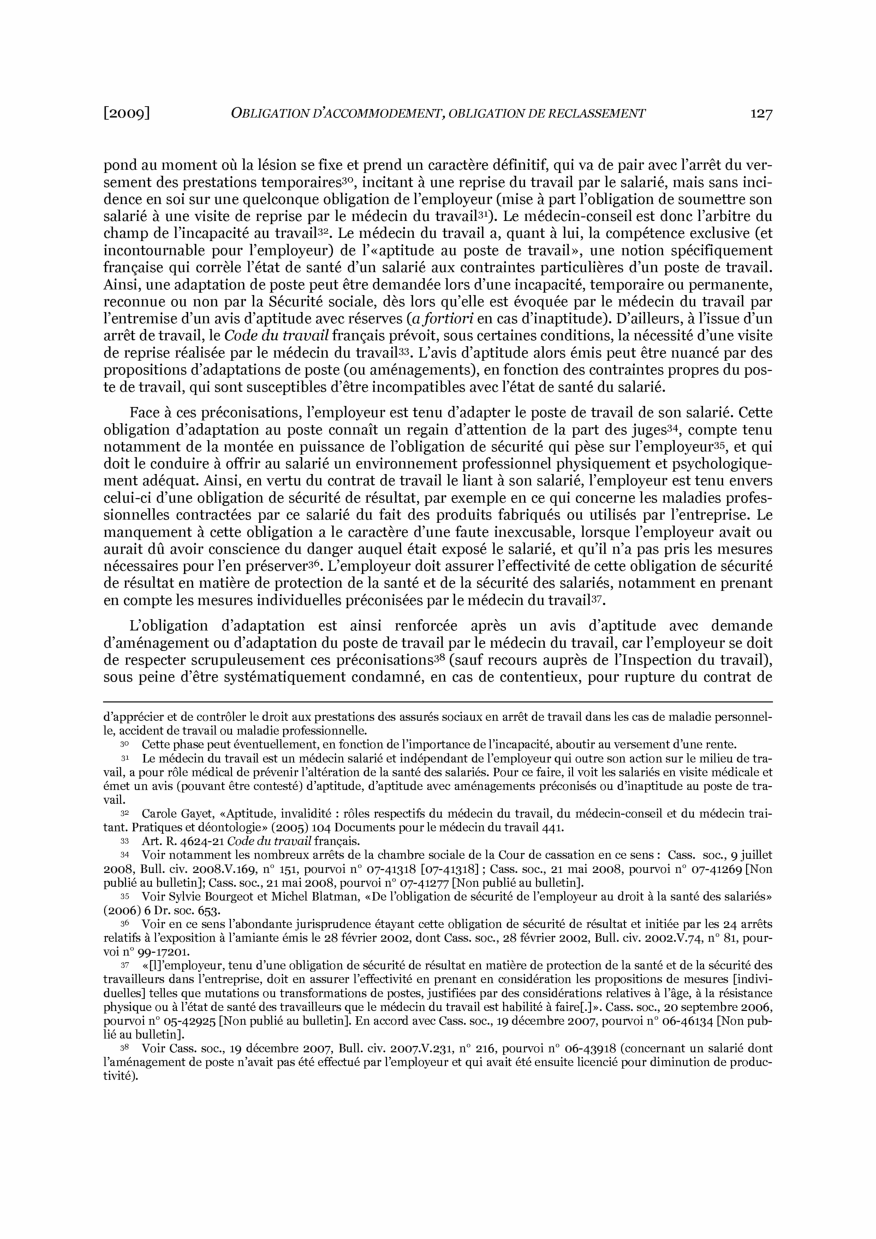 [2009] OBLIGATION D'ACCOMMODEMENT, OBLIGATION DE RECLASSEMENT 127
pond au moment où la lésion se fixe et prend un caractère définitif, qui va de pair avec l'arrêt du ver-
sement des prestations temporaires30, incitant à une reprise du travail par le salarié, mais sans inci-
dence en soi sur une quelconque obligation de l'employeur (mise à part l'obligation de soumettre son
salarié à une visite de reprise par le médecin du travail31). Le médecin-conseil est donc l'arbitre du
champ de l'incapacité au travail32. Le médecin du travail a, quant à lui, la compétence exclusive (et
incontournable pour l'employeur) de l'«aptitude au poste de travail», une notion spécifiquement
française qui corrèle l'état de santé d'un salarié aux contraintes particulières d'un poste de travail.
Ainsi, une adaptation de poste peut être demandée lors d'une incapacité, temporaire ou permanente,
reconnue ou non par la Sécurité sociale, dès lors qu'elle est évoquée par le médecin du travail par
l'entremise d'un avis d'aptitude avec réserves (a fortiori en cas d'inaptitude). D'ailleurs, à l'issue d'un
arrêt de travail, le Code du travail français prévoit, sous certaines conditions, la nécessité d'une visite
de reprise réalisée par le médecin du travail33. L'avis d'aptitude alors émis peut être nuancé par des
propositions d'adaptations de poste (ou aménagements), en fonction des contraintes propres du pos-
te de travail, qui sont susceptibles d'être incompatibles avec l'état de santé du salarié.
Face à ces préconisations, l'employeur est tenu d'adapter le poste de travail de son salarié. Cette
obligation d'adaptation au poste connaît un regain d'attention de la part des juges34, compte tenu
notamment de la montée en puissance de l'obligation de sécurité qui pèse sur l'employeur35, et qui
doit le conduire à offrir au salarié un environnement professionnel physiquement et psychologique-
ment adéquat. Ainsi, en vertu du contrat de travail le liant à son salarié, l'employeur est tenu envers
celui-ci d'une obligation de sécurité de résultat, par exemple en ce qui concerne les maladies profes-
sionnelles contractées par ce salarié du fait des produits fabriqués ou utilisés par l'entreprise. Le
manquement à cette obligation a le caractère d'une faute inexcusable, lorsque l'employeur avait ou
aurait dû avoir conscience du danger auquel était exposé le salarié, et qu'il n'a pas pris les mesures
nécessaires pour l'en préserver36. L'employeur doit assurer l'effectivité de cette obligation de sécurité
de résultat en matière de protection de la santé et de la sécurité des salariés, notamment en prenant
en compte les mesures individuelles préconisées par le médecin du travail37.
L'obligation d'adaptation est ainsi renforcée après un avis d'aptitude avec demande
d'aménagement ou d'adaptation du poste de travail par le médecin du travail, car l'employeur se doit
de respecter scrupuleusement ces préconisations38 (sauf recours auprès de l'Inspection du travail),
sous peine d'être systématiquement condamné, en cas de contentieux, pour rupture du contrat de
d'apprécier et de contrôler le droit aux prestations des assurés sociaux en arrêt de travail dans les cas de maladie personnel-
le, accident de travail ou maladie professionnelle.
30 Cette phase peut éventuellement, en fonction de l'importance de l'incapacité, aboutir au versement d'une rente.
31 Le médecin du travail est un médecin salarié et indépendant de l'employeur qui outre son action sur le milieu de tra-
vail, a pour rôle médical de prévenir l'altération de la santé des salariés. Pour ce faire, il voit les salariés en visite médicale et
émet un avis (pouvant être contesté) d'aptitude, d'aptitude avec aménagements préconisés ou d'inaptitude au poste de tra-
vail.
32 Carole Gayet, «Aptitude, invalidité : rôles respectifs du médecin du travail, du médecin-conseil et du médecin trai-
tant. Pratiques et déontologie» (2005) 104 Documents pour le médecin du travail 441.
33 Art. R. 4624-21 Code du travail français.
34 Voir notamment les nombreux arrêts de la chambre sociale de la Cour de cassation en ce sens : Cass. soc., 9 juillet
2008, Bull. civ. 2008.V.169, n° 151, pourvoi n° 07-41318 [07-41318] ; Cass. soc., 21 mai 2008, pourvoi n° 07-41269 [Non
publié au bulletin]; Cass. soc., 21 mai 2008, pourvoi n° 07-41277 [Non publié au bulletin].
35 Voir Sylvie Bourgeot et Michel Blatman, «De l'obligation de sécurité de l'employeur au droit à la santé des salariés»
(2006) 6 Dr. soc. 653.
36 Voir en ce sens l'abondante jurisprudence étayant cette obligation de sécurité de résultat et initiée par les 24 arrêts
relatifs à l'exposition à l'amiante émis le 28 février 2002, dont Cass. soc., 28 février 2002, Bull. civ. 2002.V.74, n° 81, pour-
voi n° 99-17201.
37 «[l]'employeur, tenu d'une obligation de sécurité de résultat en matière de protection de la santé et de la sécurité des
travailleurs dans l'entreprise, doit en assurer l'effectivité en prenant en considération les propositions de mesures [indivi-
duelles] telles que mutations ou transformations de postes, justifiées par des considérations relatives à l'âge, à la résistance
physique ou à l'état de santé des travailleurs que le médecin du travail est habilité à faire[.]». Cass. soc., 20 septembre 2006,
pourvoi n° 05-42925 [Non publié au bulletin]. En accord avec Cass. soc., 19 décembre 2007, pourvoi n° 06-46134 [Non pub-
lié au bulletin].
38 Voir Cass. soc., 19 décembre 2007, Bull. civ. 2007.V.231, n° 216, pourvoi n° 06-43918 (concernant un salarié dont
l'aménagement de poste n'avait pas été effectué par l'employeur et qui avait été ensuite licencié pour diminution de produc-
tivité).